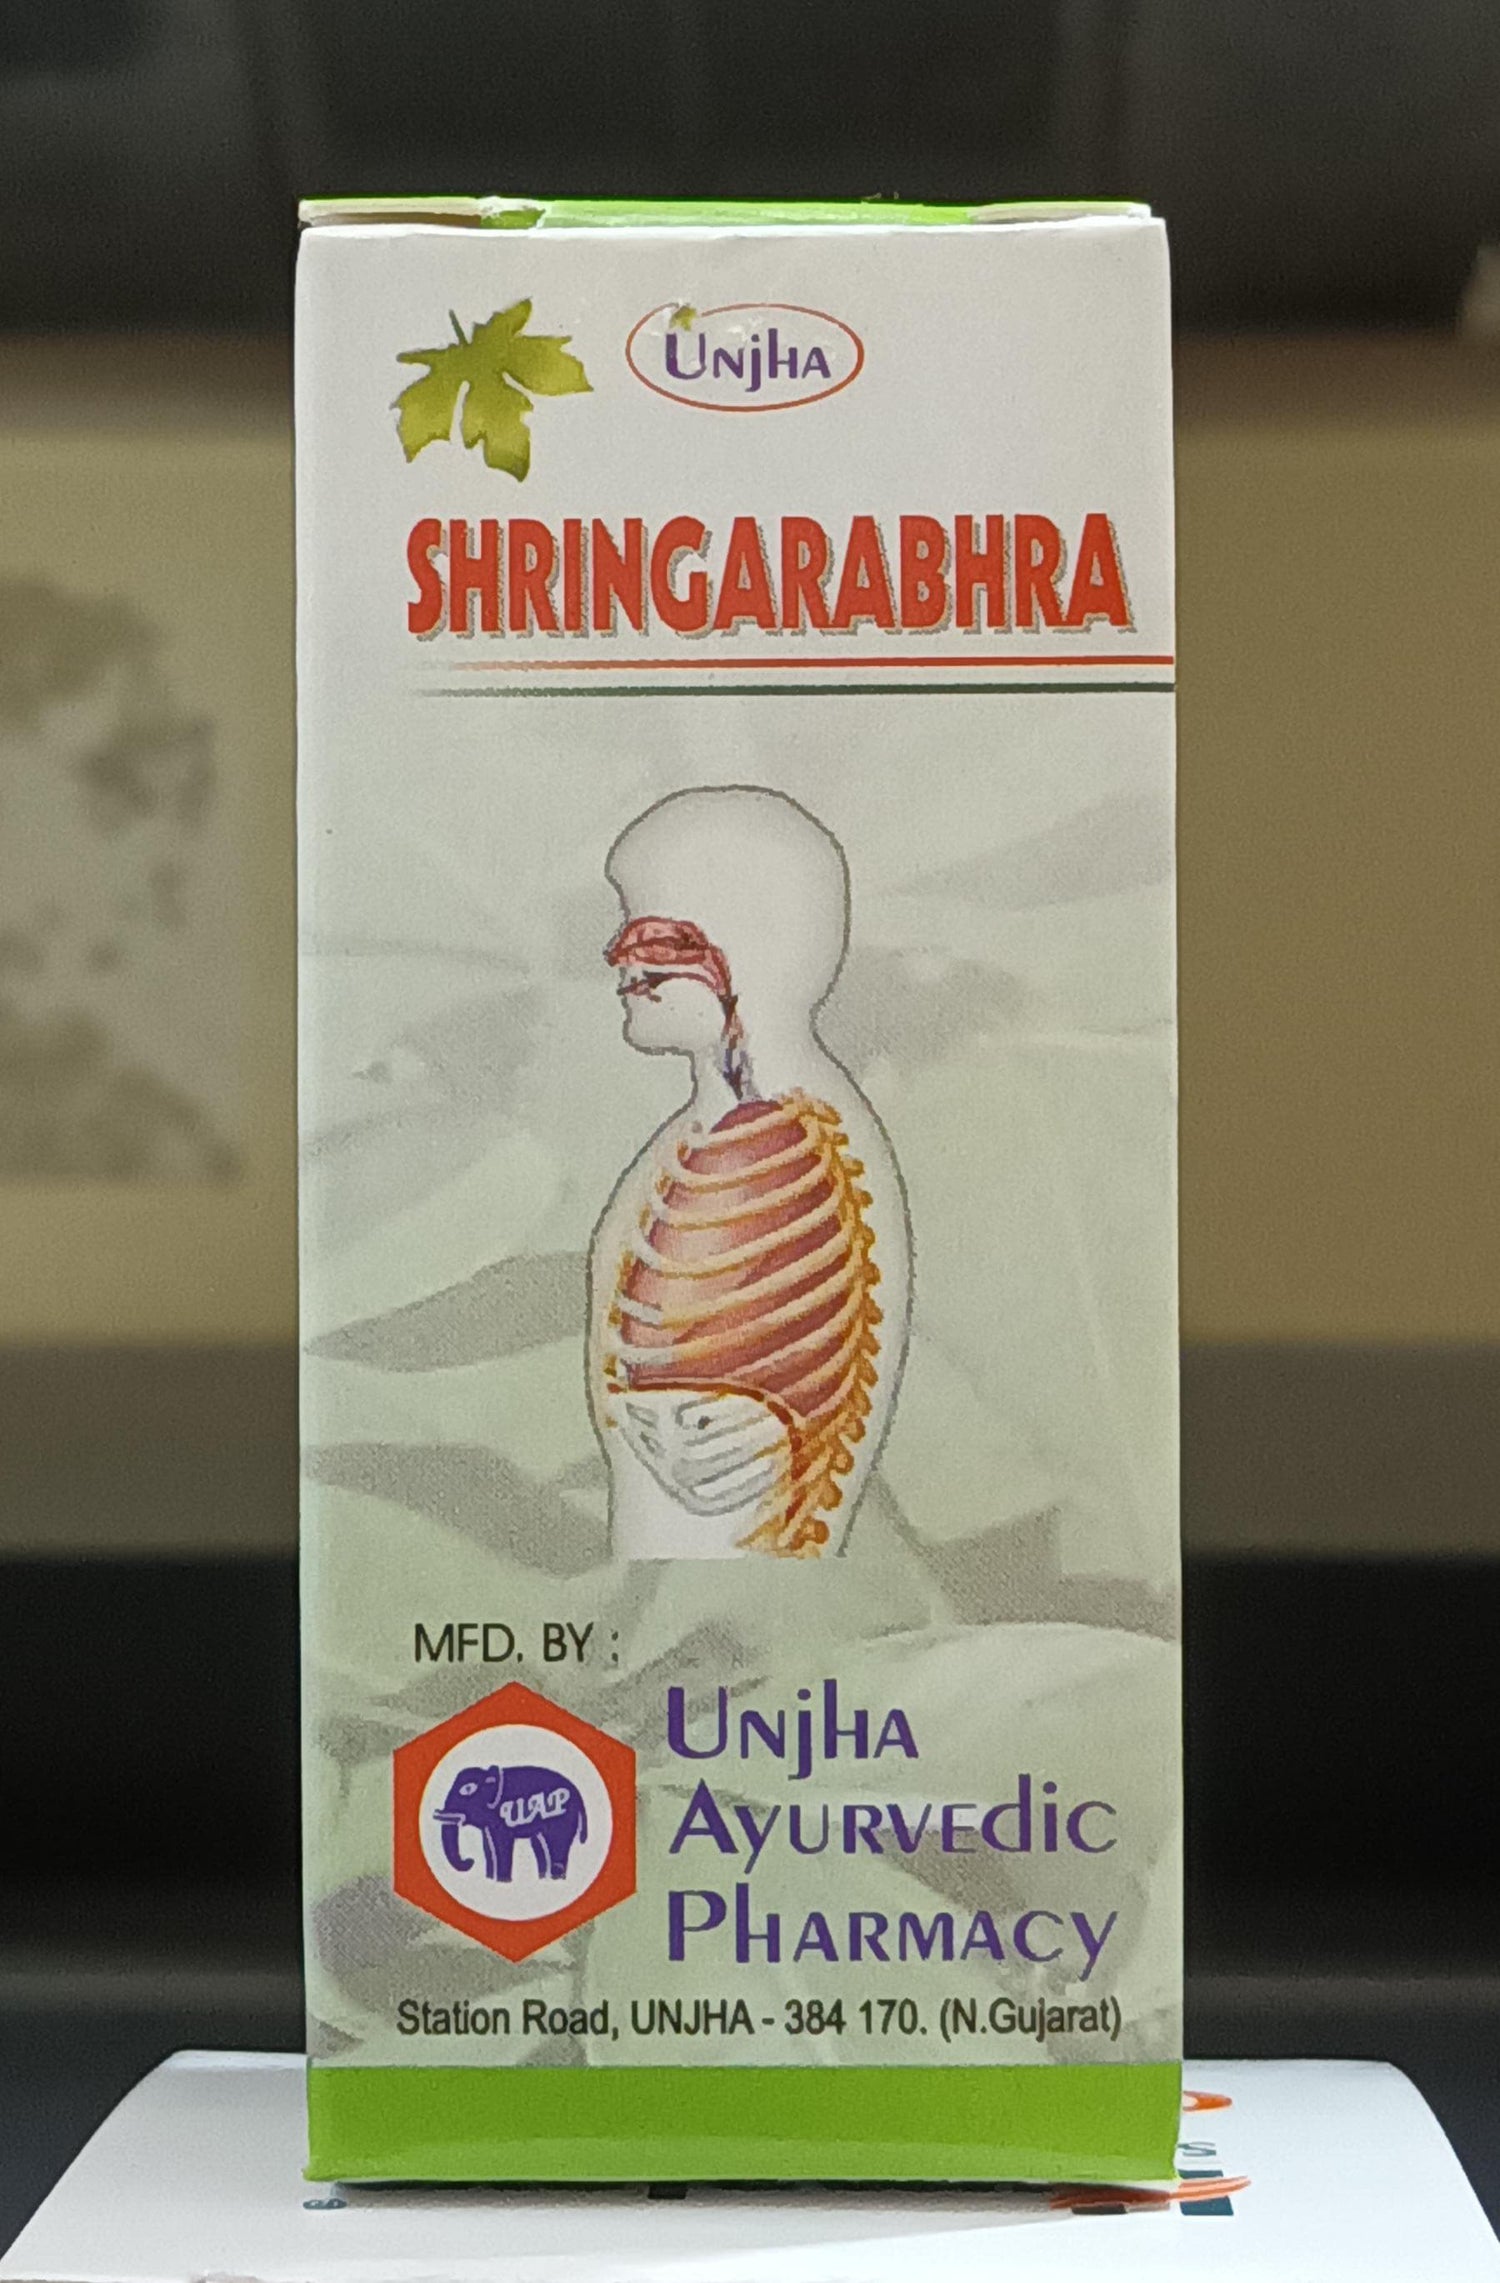 UNJHA
SHRINGARABHRA
MFD. BY :
UAP
UNJHA
AYURVEdic
PHARMACY
Station Road, UNJHA - 384 170. (N.Gujarat)